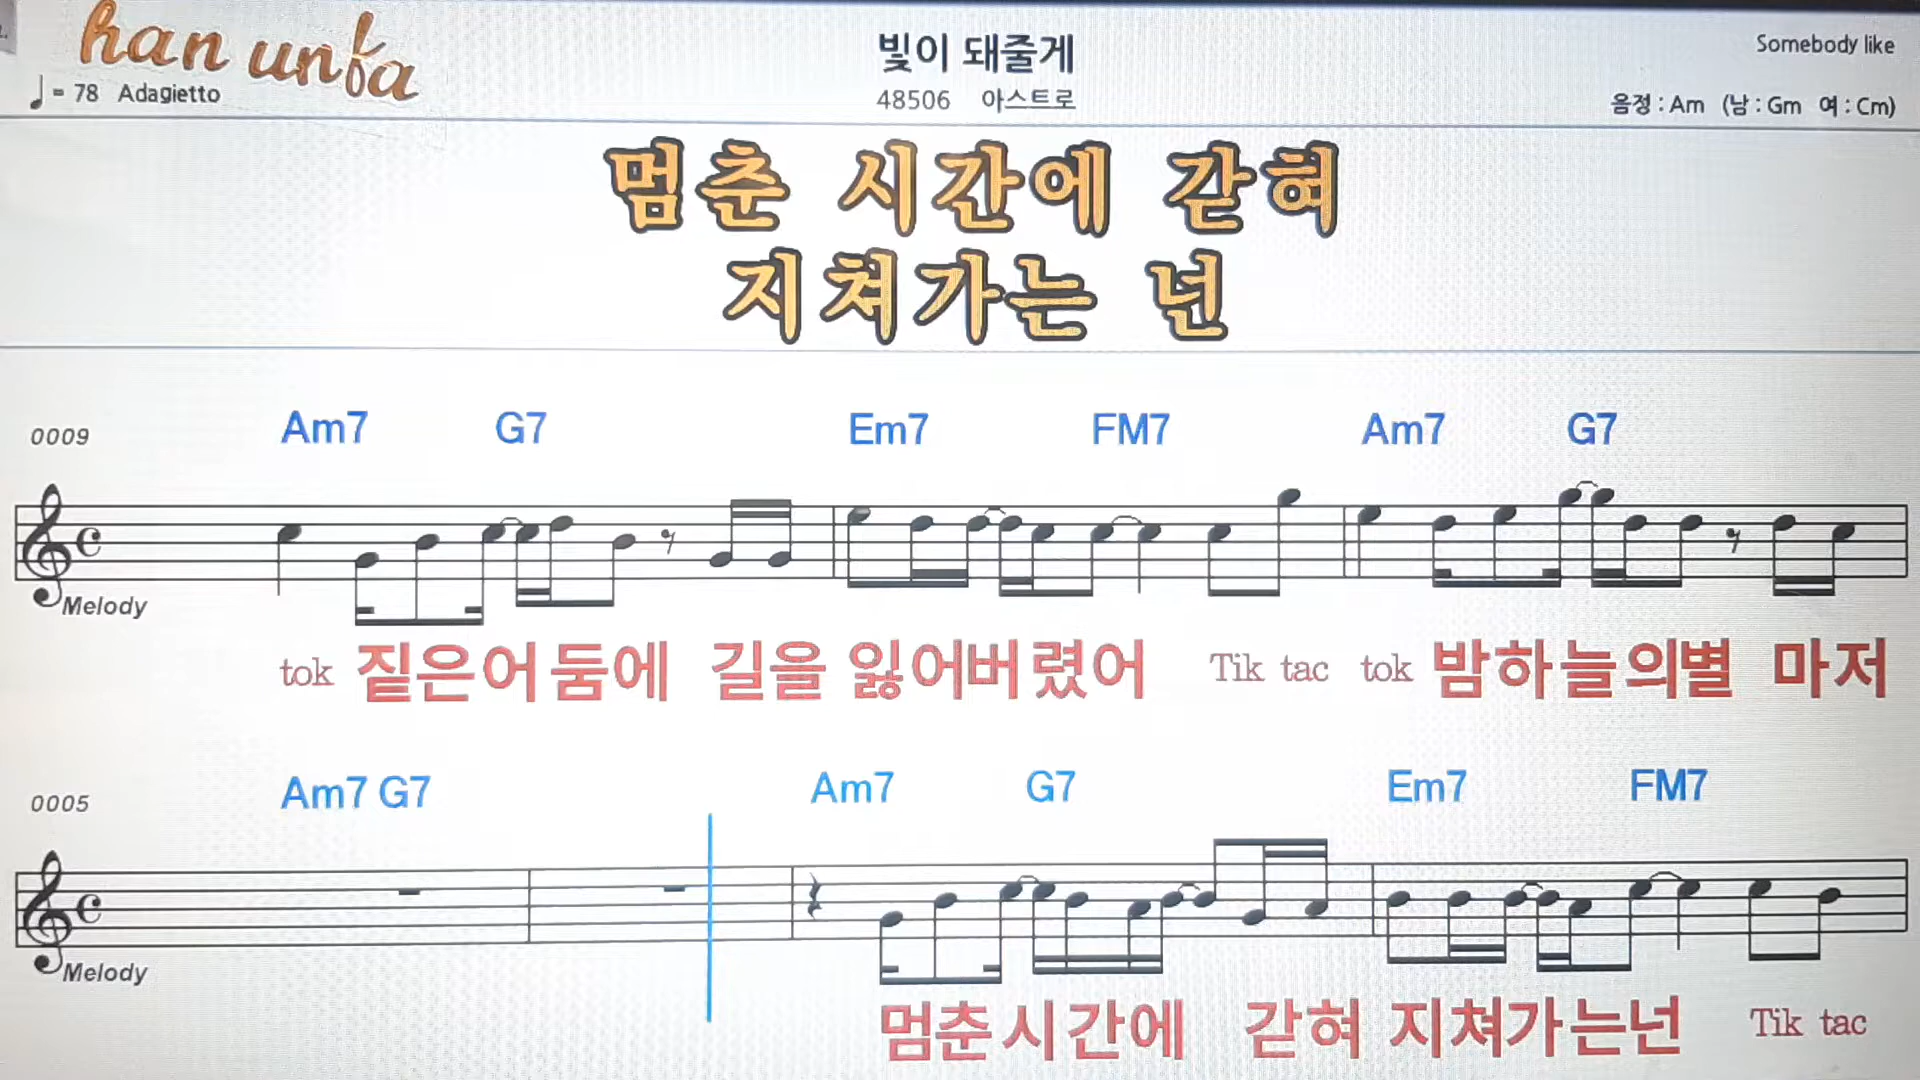 han unfa
빛이 돼줄게
Somebody like
= 78 Adagietto
48506 아스트로
음정 : Am (남 : Gm 여 : Cm)
멈춘 시간에 갇혀
지쳐가는 넌
0009 Am7 G7 Em7 FM7 Am7 G7
Melody
tok 짙은어둠에 길을 잃어버렸어 Tik tac tok 밤하늘의별 마저
0005 Am7 G7 Am7 G7 Em7 FM7
Melody
멈춘시간에 갇혀 지쳐가는넌 Tik tac